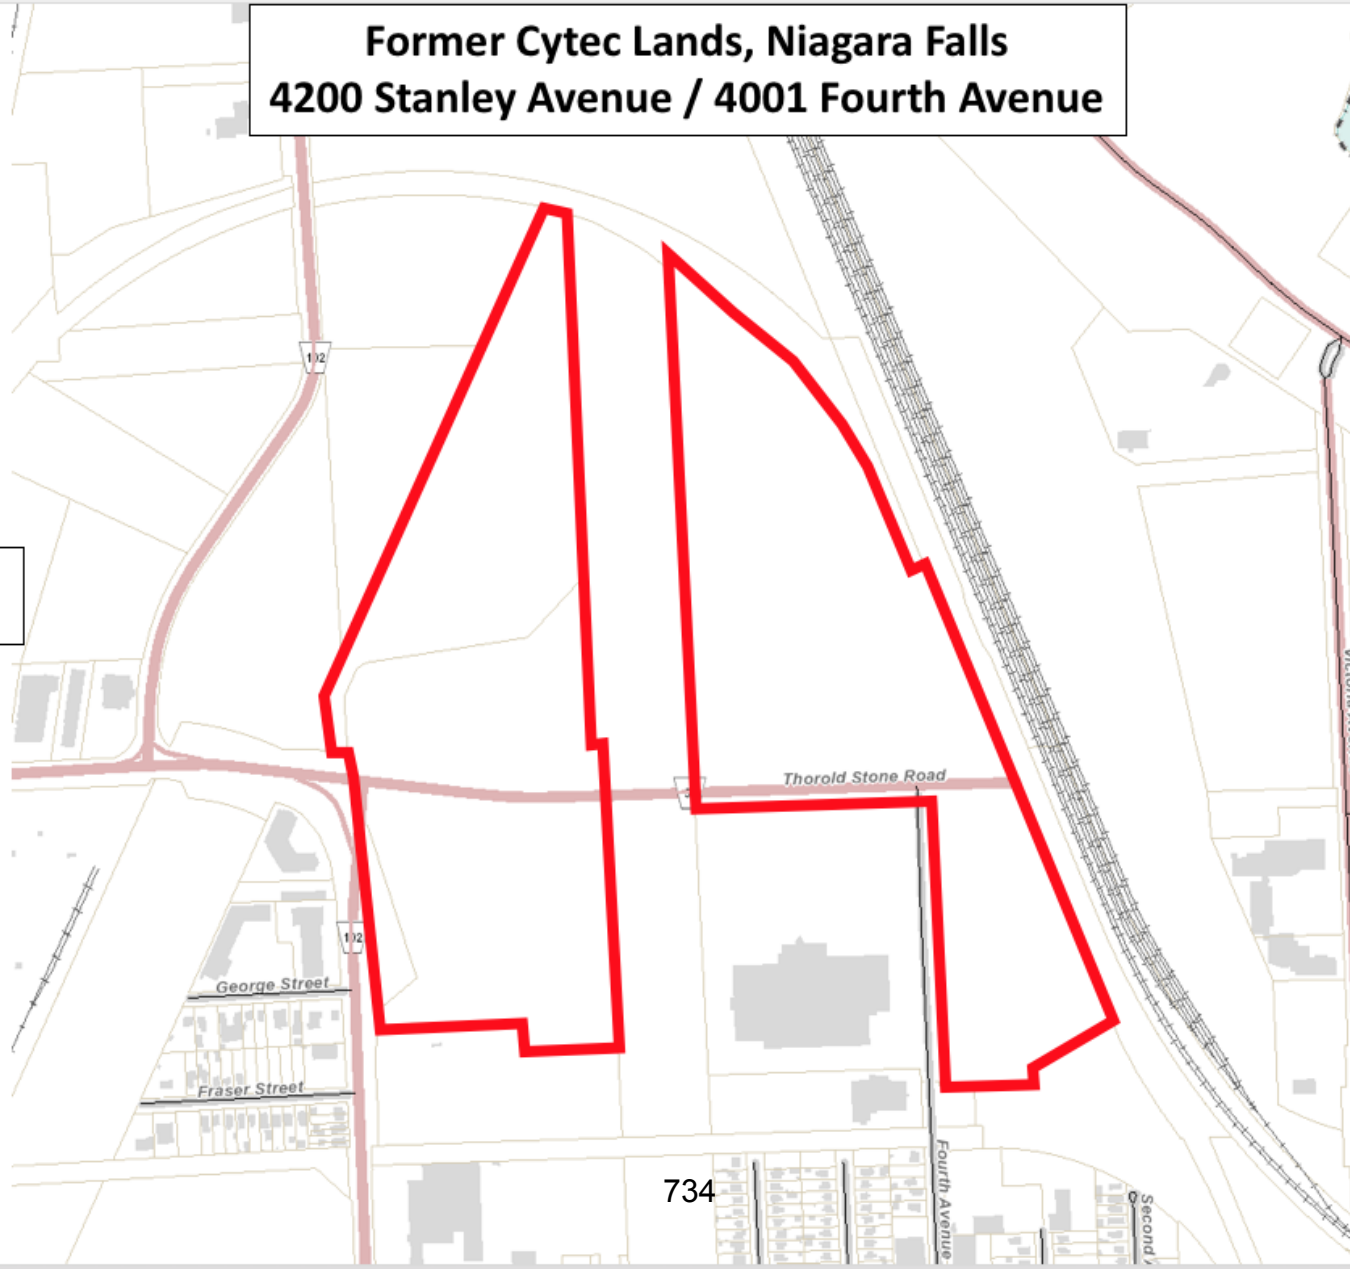 Former Cytec Lands, Niagara Falls
4200 Stanley Avenue / 4001 Fourth Avenue
102
Thorold Stone Road
102
George Street
Fraser Street
Fourth Avenue
734
Second